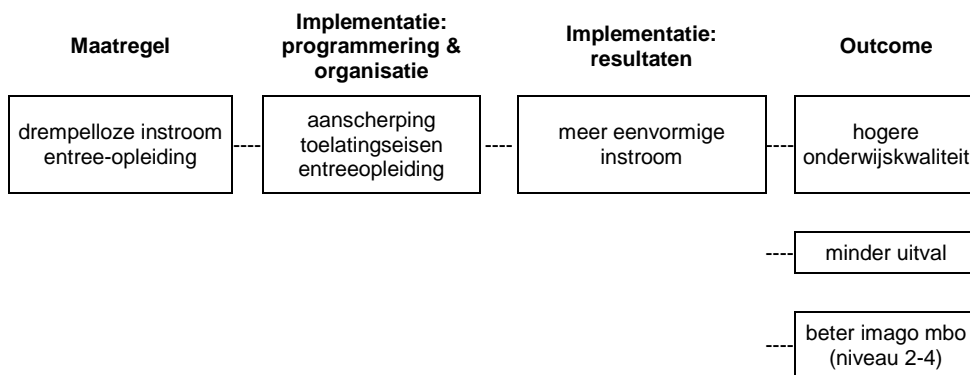 Maatregel
Implementatie:
programmering &
organisatie
Implementatie:
resultaten
Outcome
drempelloze instroom
entree-opleiding
aanscherping
toelatingseisen
entreeopleiding
meer eenvormige
instroom
hogere
onderwijskwaliteit
minder uitval
beter imago mbo
(niveau 2-4)